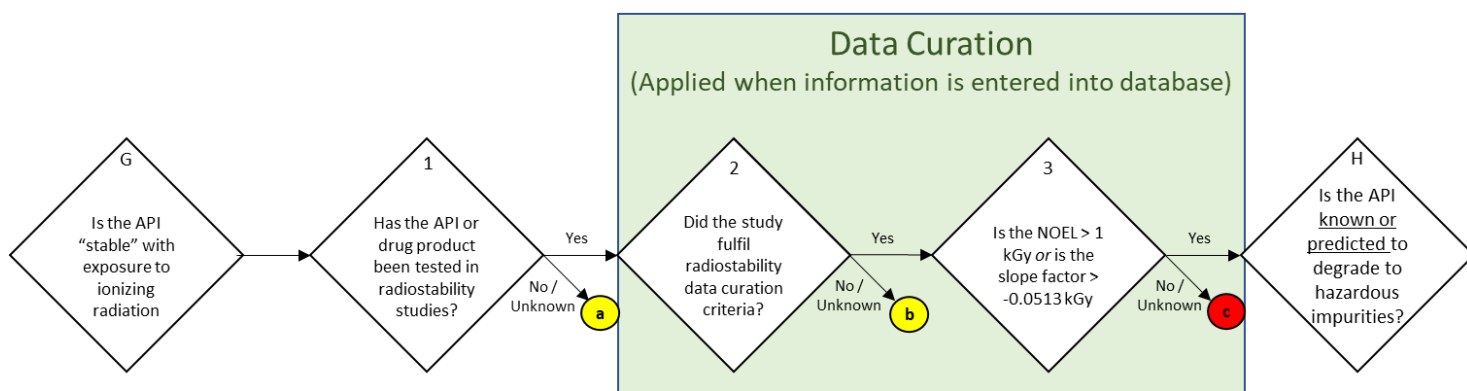 Data Curation
(Applied when information is entered into database)
G
Is the API
“stable” with
exposure to
ionizing
radiation
1
Has the API or
drug product
been tested in
radiostability
studies?
Yes
No /
Unknown
a
2
Did the study
fulfil
radiostability
data curation
criteria?
Yes
No /
Unknown
b
3
Is the NOEL > 1
kGy or is the
slope factor >
-0.0513 kGy
Yes
No /
Unknown
c
H
Is the API
known or
predicted to
degrade to
hazardous
impurities?